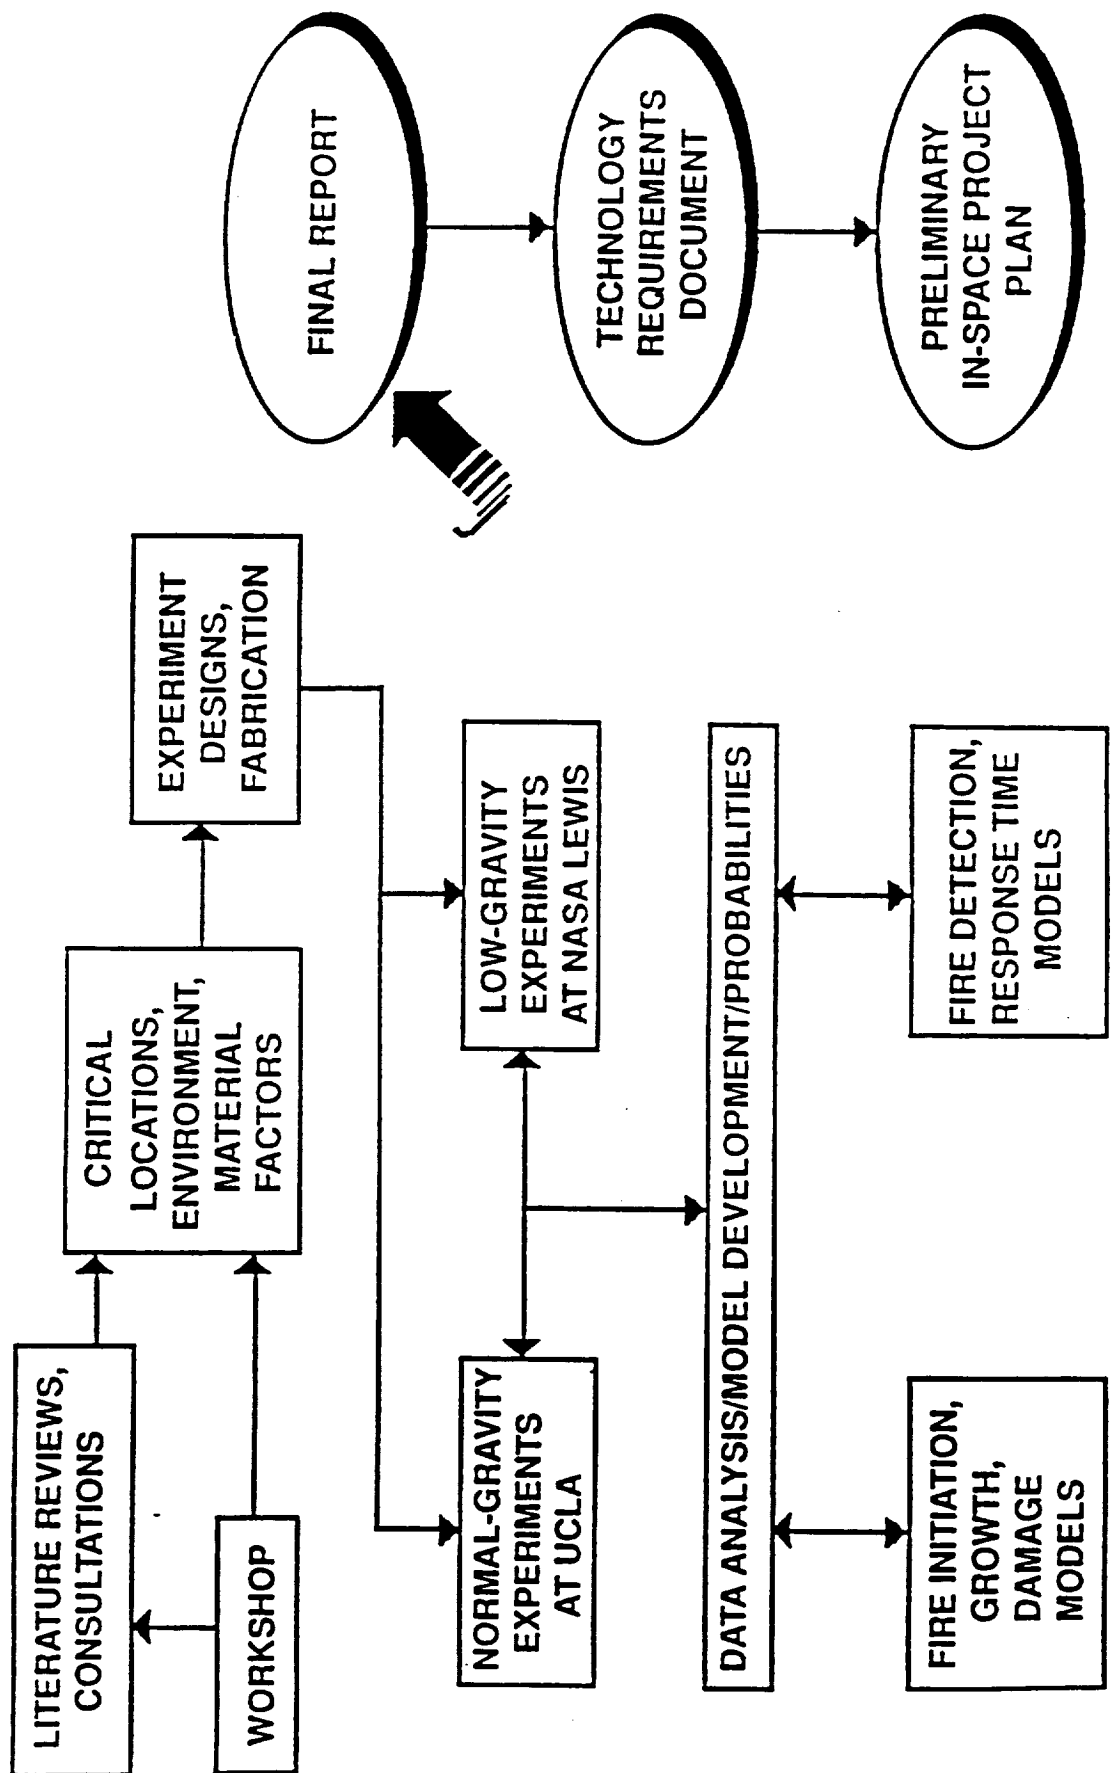 LITERATURE REVIEWS,
CONSULTATIONS
WORKSHOP
CRITICAL
LOCATIONS,
ENVIRONMENT,
MATERIAL
FACTORS
EXPERIMENT
DESIGNS,
FABRICATION
NORMAL-GRAVITY
EXPERIMENTS
AT UCLA
LOW-GRAVITY
EXPERIMENTS
AT NASA LEWIS
DATA ANALYSIS/MODEL DEVELOPMENT/PROBABILITIES
FIRE INITIATION,
GROWTH,
DAMAGE
MODELS
FIRE DETECTION,
RESPONSE TIME
MODELS
FINAL REPORT
TECHNOLOGY
REQUIREMENTS
DOCUMENT
PRELIMINARY
IN-SPACE PROJECT
PLAN